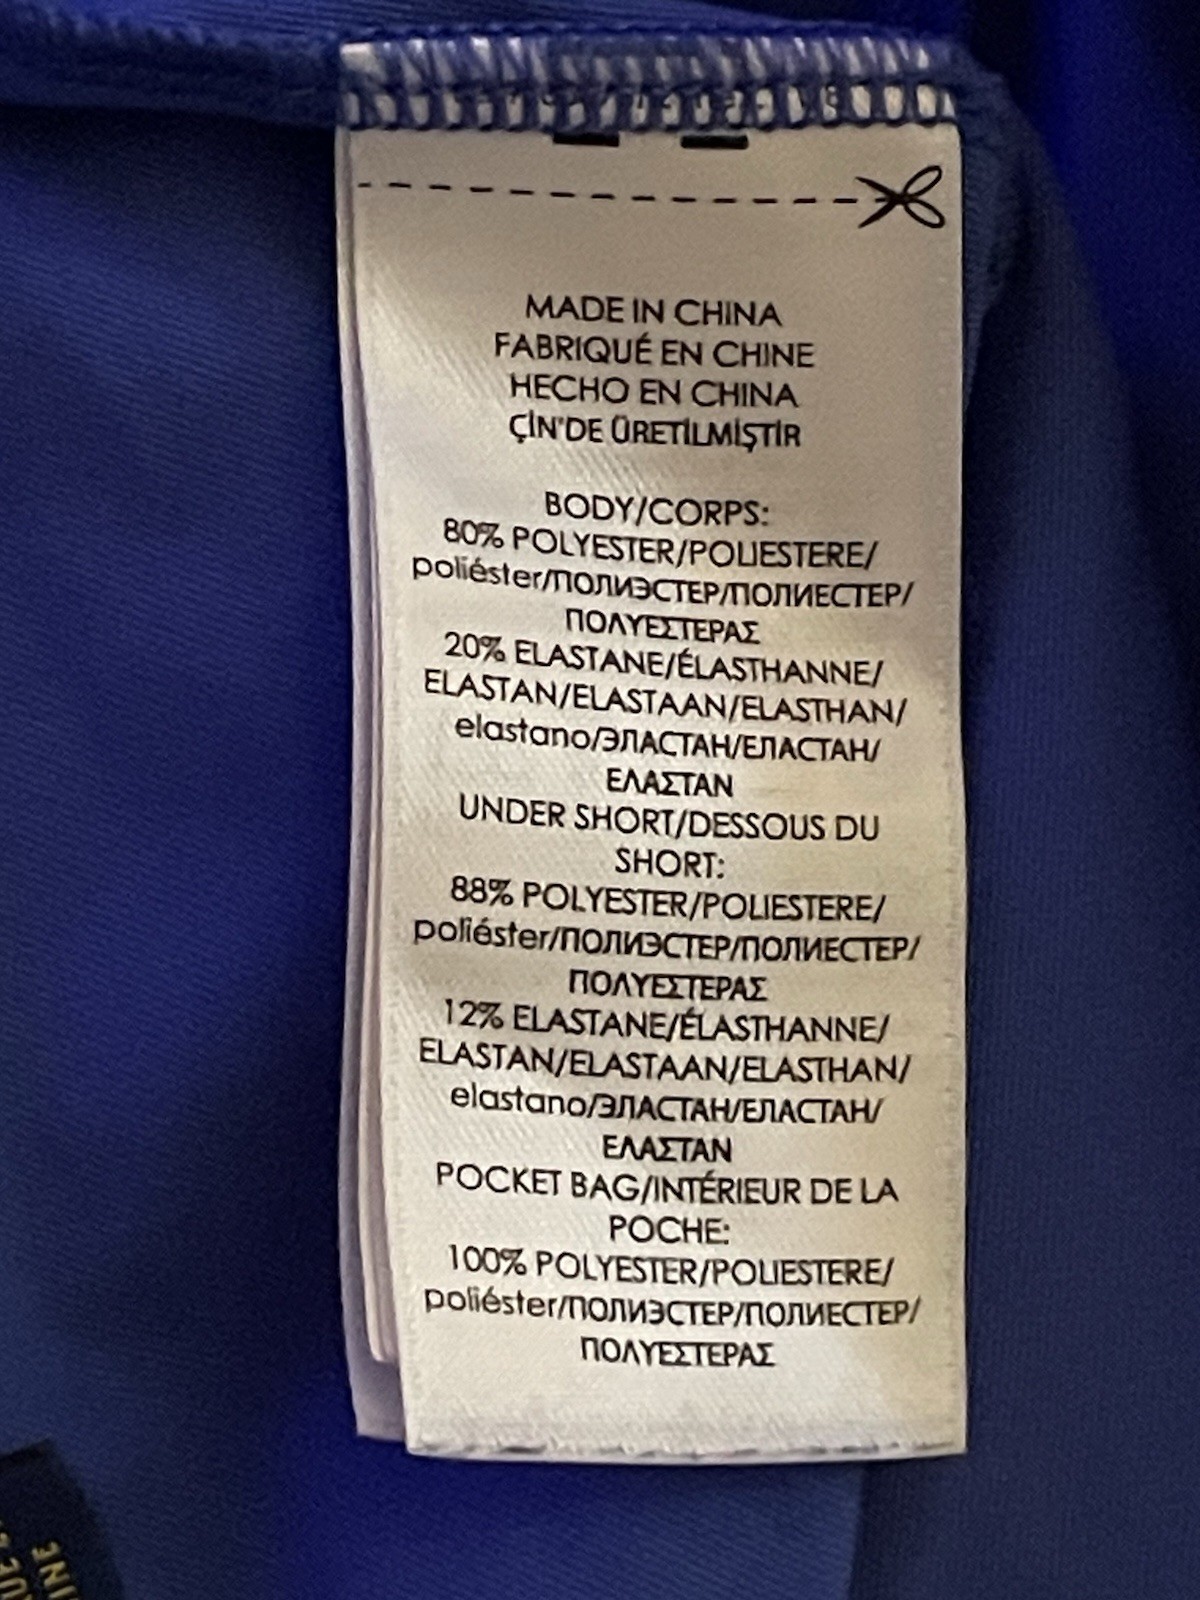 MADE IN CHINA
FABRIQUÉ EN CHINE
HECHO EN CHINA
ÇİN'DE ÜRETİLMİŞTİR
BODY/CORPS:
80% POLYESTER/POLIESTERE/
poliéster/ПОЛИЭСТЕР/ПОЛИЕСТЕР/
ΠΟΛΥΕΣΤΕΡΑΣ
20% ELASTANE/ÉLASTHANNE/
ELASTAN/ELASTAAN/ELASTHAN/
elastano/ЭЛАСТАН/ЕЛАСТАН/
ΕΛΑΣΤΑΝ
UNDER SHORT/DESSOUS DU
SHORT:
88% POLYESTER/POLIESTERE/
poliéster/ПОЛИЭСТЕР/ПОЛИЕСТЕР/
ΠΟΛΥΕΣΤΕΡΑΣ
12% ELASTANE/ÉLASTHANNE/
ELASTAN/ELASTAAN/ELASTHAN/
elastano/ЭЛАСТАН/ЕЛАСТАН/
ΕΛΑΣΤΑΝ
POCKET BAG/INTÉRIEUR DE LA
POCHE:
100% POLYESTER/POLIESTERE/
poliéster/ПОЛИЭСТЕР/ПОЛИЕСТЕР/
ΠΟΛΥΕΣΤΕΡΑΣ